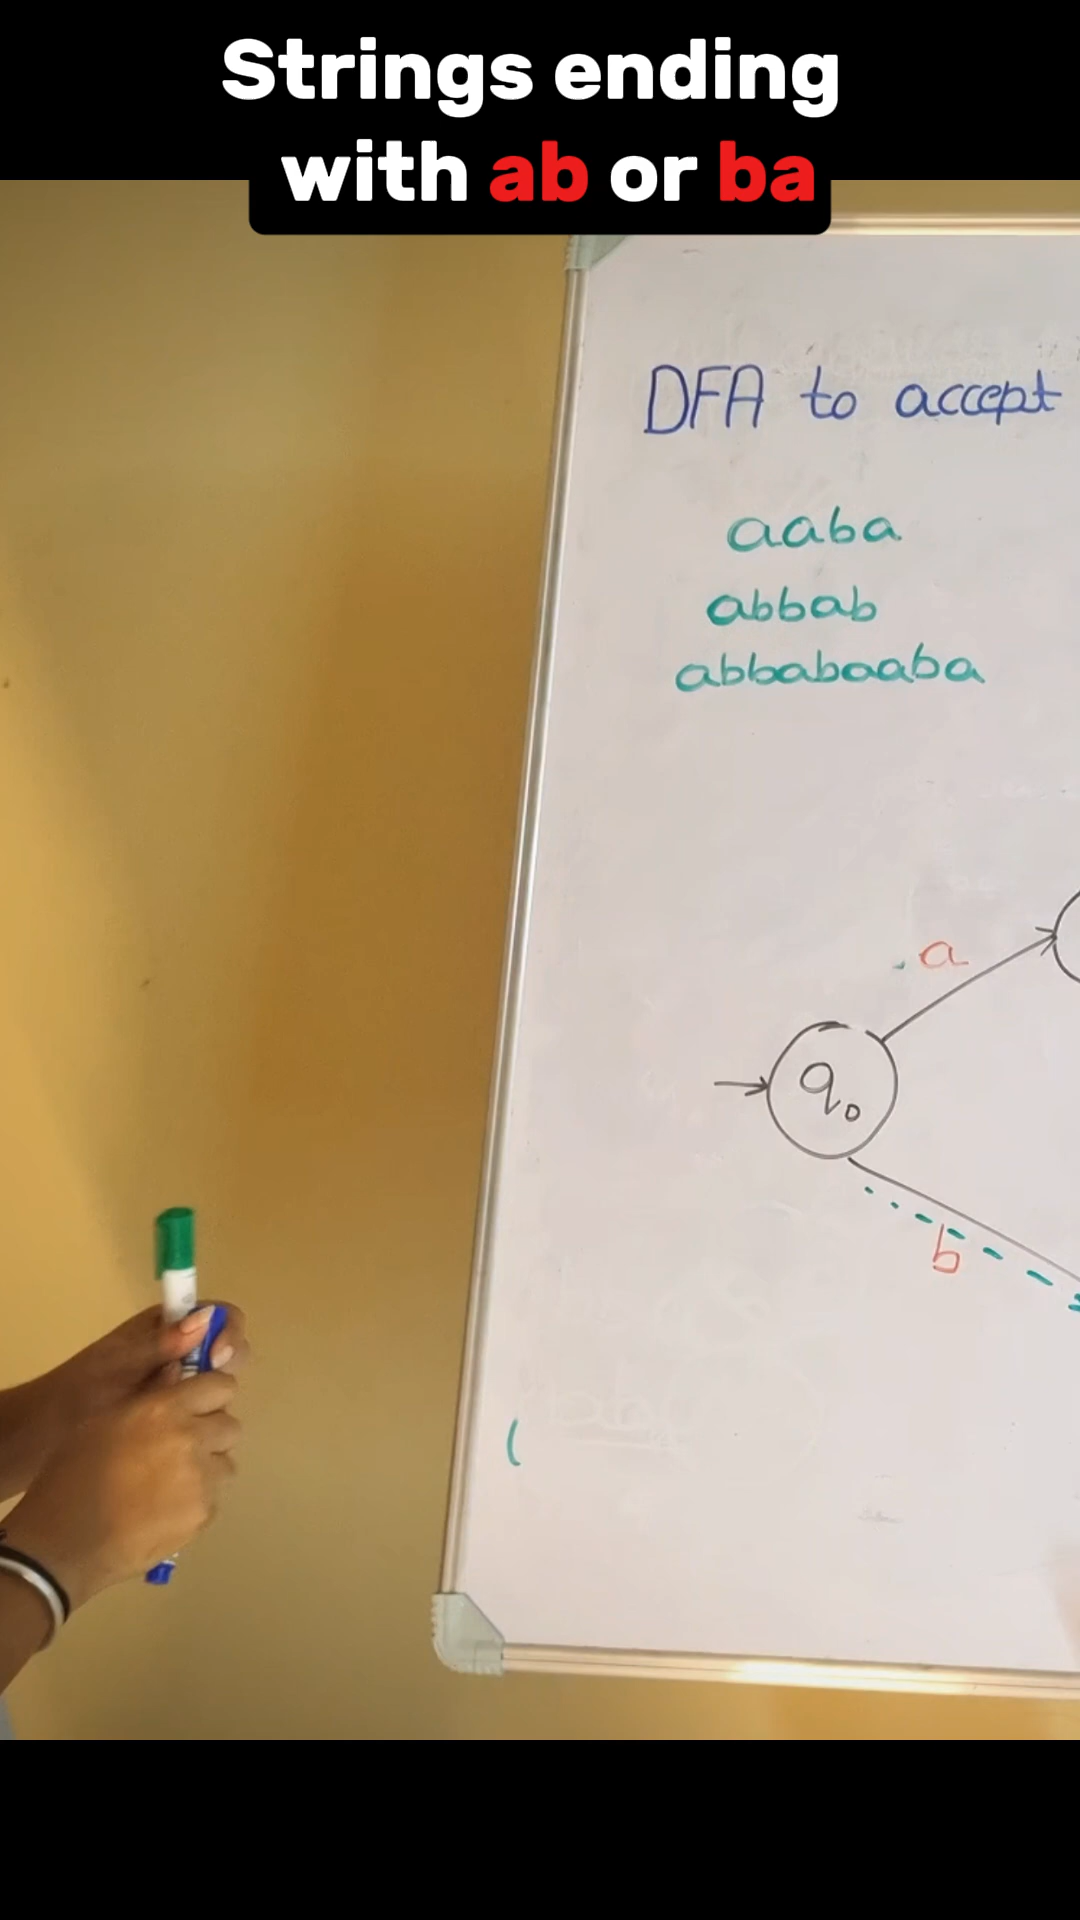 Strings ending
with ab or ba
DFA to accept
aaba
abbab
abbabaaba
a
q0
b